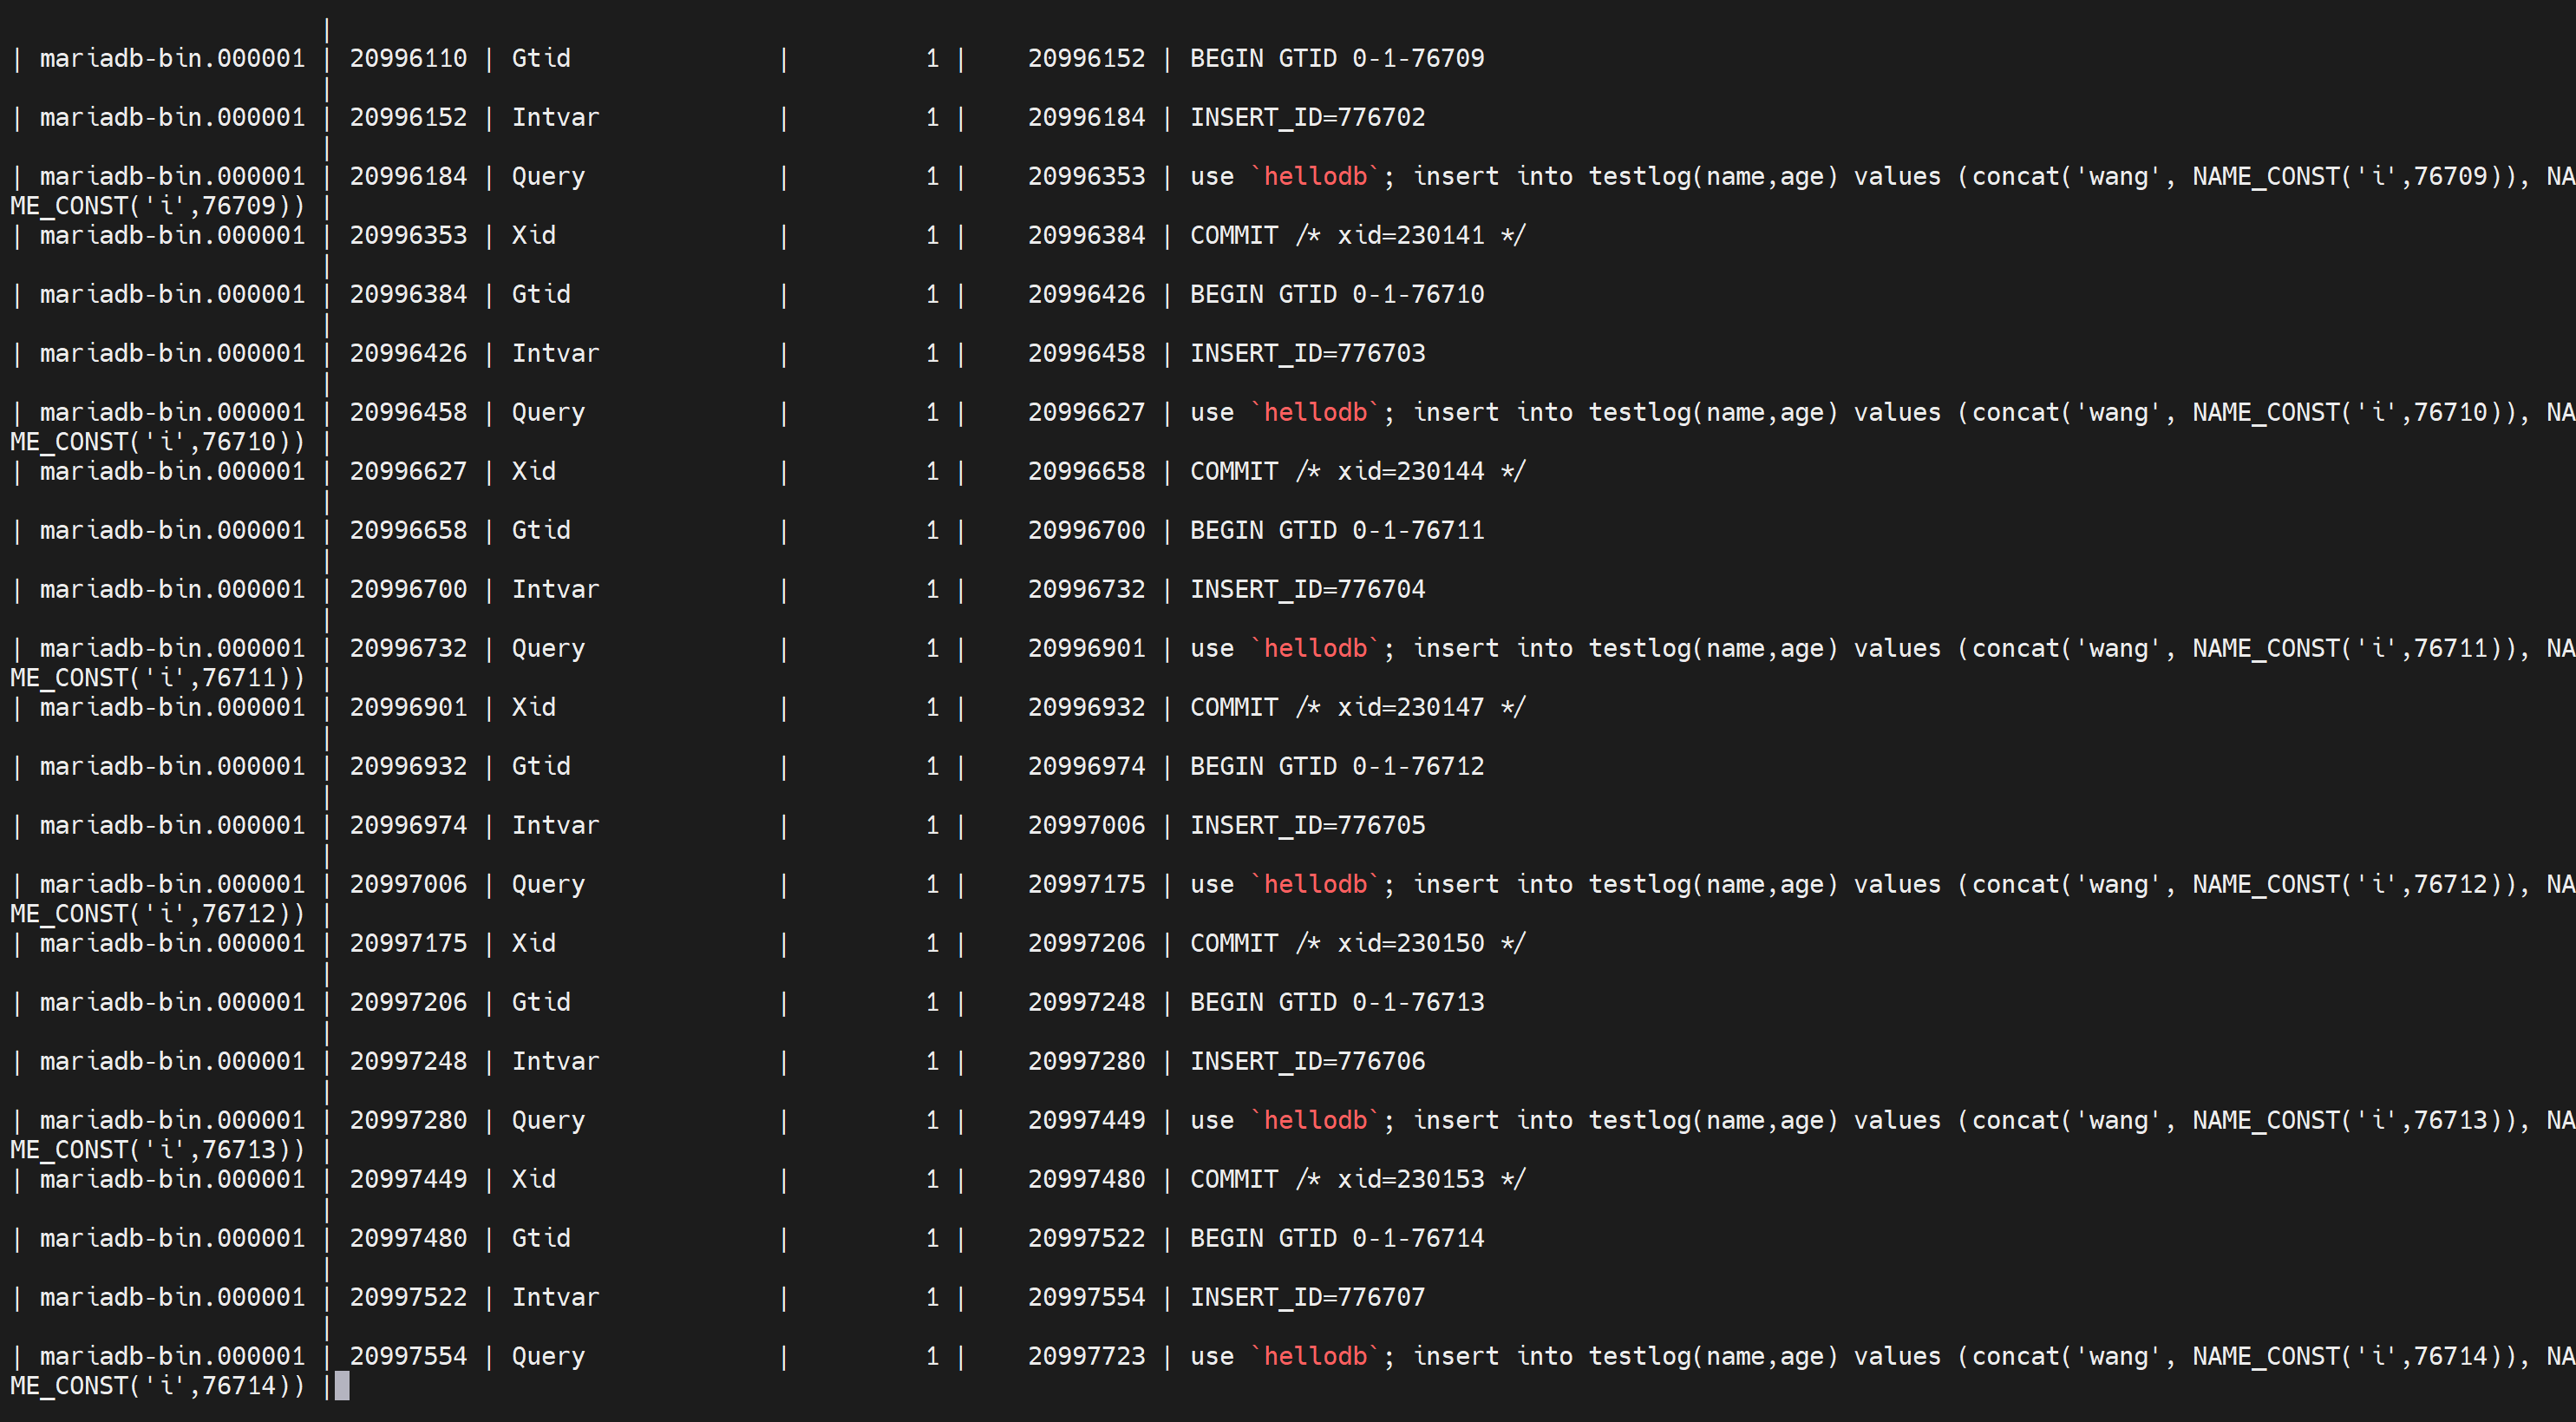 |
| mariadb-bin.000001 | 20996110 | Gtid              |         1 |    20996152 | BEGIN GTID 0-1-76709
                     |
| mariadb-bin.000001 | 20996152 | Intvar            |         1 |    20996184 | INSERT_ID=776702
                     |
| mariadb-bin.000001 | 20996184 | Query             |         1 |    20996353 | use `hellodb`; insert into testlog(name,age) values (concat('wang', NAME_CONST('i',76709)), NA
ME_CONST('i',76709)) |
| mariadb-bin.000001 | 20996353 | Xid               |         1 |    20996384 | COMMIT /* xid=230141 */
                     |
| mariadb-bin.000001 | 20996384 | Gtid              |         1 |    20996426 | BEGIN GTID 0-1-76710
                     |
| mariadb-bin.000001 | 20996426 | Intvar            |         1 |    20996458 | INSERT_ID=776703
                     |
| mariadb-bin.000001 | 20996458 | Query             |         1 |    20996627 | use `hellodb`; insert into testlog(name,age) values (concat('wang', NAME_CONST('i',76710)), NA
ME_CONST('i',76710)) |
| mariadb-bin.000001 | 20996627 | Xid               |         1 |    20996658 | COMMIT /* xid=230144 */
                     |
| mariadb-bin.000001 | 20996658 | Gtid              |         1 |    20996700 | BEGIN GTID 0-1-76711
                     |
| mariadb-bin.000001 | 20996700 | Intvar            |         1 |    20996732 | INSERT_ID=776704
                     |
| mariadb-bin.000001 | 20996732 | Query             |         1 |    20996901 | use `hellodb`; insert into testlog(name,age) values (concat('wang', NAME_CONST('i',76711)), NA
ME_CONST('i',76711)) |
| mariadb-bin.000001 | 20996901 | Xid               |         1 |    20996932 | COMMIT /* xid=230147 */
                     |
| mariadb-bin.000001 | 20996932 | Gtid              |         1 |    20996974 | BEGIN GTID 0-1-76712
                     |
| mariadb-bin.000001 | 20996974 | Intvar            |         1 |    20997006 | INSERT_ID=776705
                     |
| mariadb-bin.000001 | 20997006 | Query             |         1 |    20997175 | use `hellodb`; insert into testlog(name,age) values (concat('wang', NAME_CONST('i',76712)), NA
ME_CONST('i',76712)) |
| mariadb-bin.000001 | 20997175 | Xid               |         1 |    20997206 | COMMIT /* xid=230150 */
                     |
| mariadb-bin.000001 | 20997206 | Gtid              |         1 |    20997248 | BEGIN GTID 0-1-76713
                     |
| mariadb-bin.000001 | 20997248 | Intvar            |         1 |    20997280 | INSERT_ID=776706
                     |
| mariadb-bin.000001 | 20997280 | Query             |         1 |    20997449 | use `hellodb`; insert into testlog(name,age) values (concat('wang', NAME_CONST('i',76713)), NA
ME_CONST('i',76713)) |
| mariadb-bin.000001 | 20997449 | Xid               |         1 |    20997480 | COMMIT /* xid=230153 */
                     |
| mariadb-bin.000001 | 20997480 | Gtid              |         1 |    20997522 | BEGIN GTID 0-1-76714
                     |
| mariadb-bin.000001 | 20997522 | Intvar            |         1 |    20997554 | INSERT_ID=776707
                     |
| mariadb-bin.000001 | 20997554 | Query             |         1 |    20997723 | use `hellodb`; insert into testlog(name,age) values (concat('wang', NAME_CONST('i',76714)), NA
ME_CONST('i',76714)) |